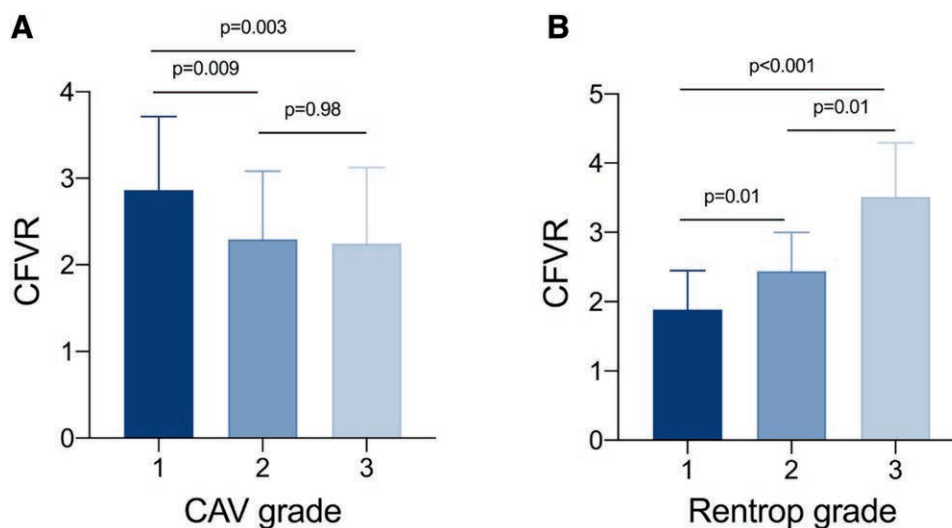 A
p=0.003
p=0.009
p=0.98
4
3
2
1
0
CFVR
1 2 3
CAV grade
B
p<0.001
p=0.01
p=0.01
5
4
3
2
1
0
CFVR
1 2 3
Rentrop grade